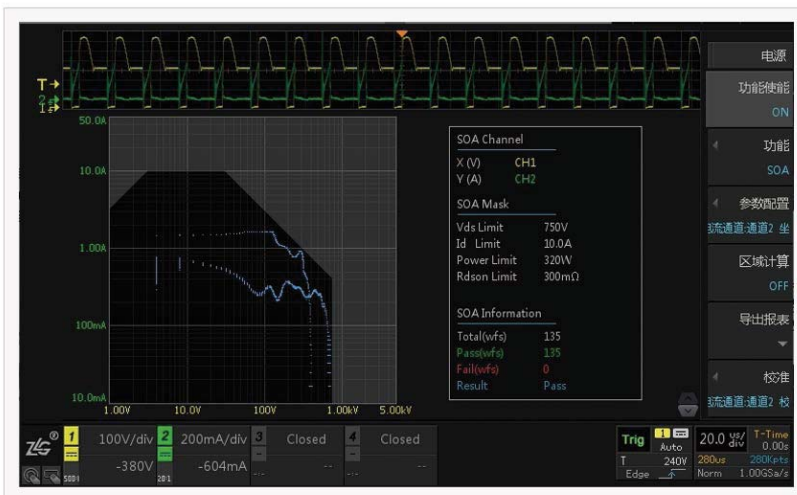 电源
功能使能
ON
功能
SOA
参数配置
流通道:通道2 坐
区域计算
OFF
导出报表
校准
流通道:通道2 校
T
2
1
50.0A
10.0A
1.00A
100mA
10.0mA
1.00V 10.0V 100V 1.00kV 5.00kV
SOA Channel
X (V) CH1
Y (A) CH2
SOA Mask
Vds Limit 750V
Id Limit 10.0A
Power Limit 320W
Rdson Limit 300mΩ
SOA Information
Total(wfs) 135
Pass(wfs) 135
Fail(wfs) 0
Result Pass
ZLG®
1 100V/div 2 200mA/div 3 Closed 4 Closed
-380V -604mA -- --
Trig 1 Auto
T 240V
Edge
20.0 us/div T-Time 0.00s
280us 280Kpts
Norm 1.00GSa/s